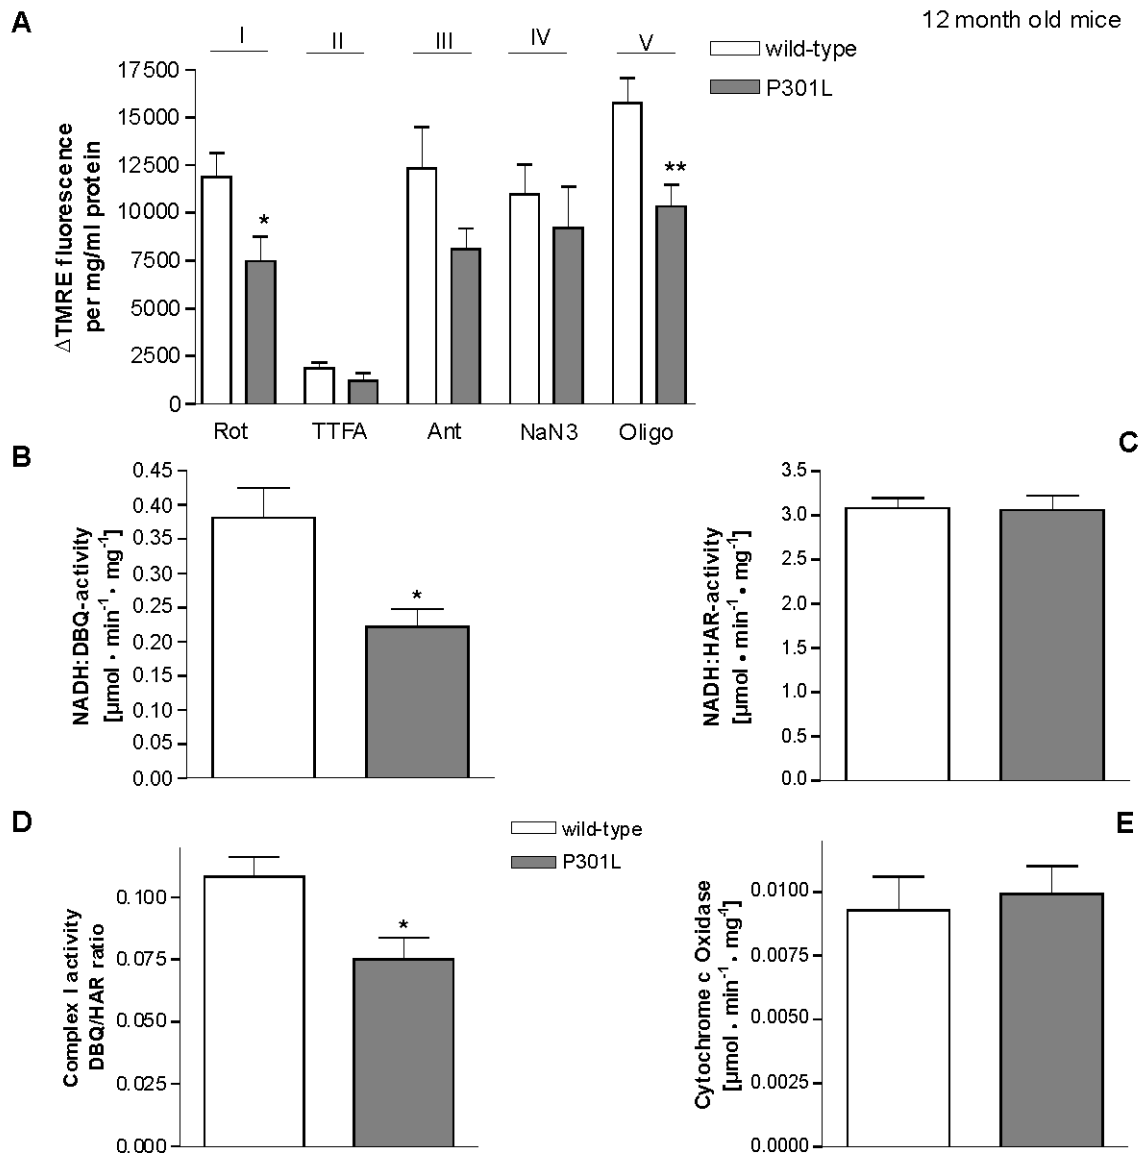 A
12 month old mice
I II III IV V
wild-type
P301L
ΔTMRE fluorescence
per mg/ml protein
17500
15000
12500
10000
7500
5000
2500
0
*
**
Rot TTFA Ant NaN3 Oligo
B
NADH:DBQ-activity
[µmol · min⁻¹ · mg⁻¹]
0.45
0.40
0.35
0.30
0.25
0.20
0.15
0.10
0.05
0.00
*
C
NADH:HAR-activity
[µmol · min⁻¹ · mg⁻¹]
3.5
3.0
2.5
2.0
1.5
1.0
0.5
0.0
D
wild-type
P301L
Complex I activity
DBQ/HAR ratio
0.100
0.075
0.050
0.025
0.000
*
E
Cytochrome c Oxidase
[µmol · min⁻¹ · mg⁻¹]
0.0100
0.0075
0.0050
0.0025
0.0000